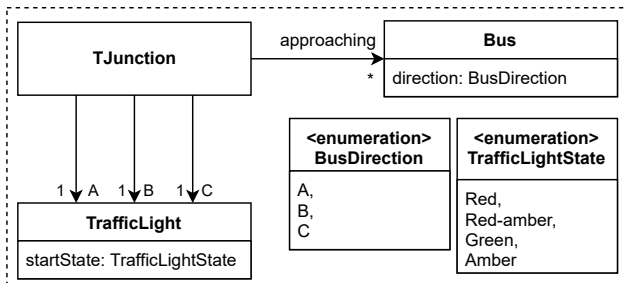 TJunction
approaching
*
Bus
direction: BusDirection
1 A 1 B 1 C
TrafficLight
startState: TrafficLightState
<enumeration>
BusDirection
A,
B,
C
<enumeration>
TrafficLightState
Red,
Red-amber,
Green,
Amber